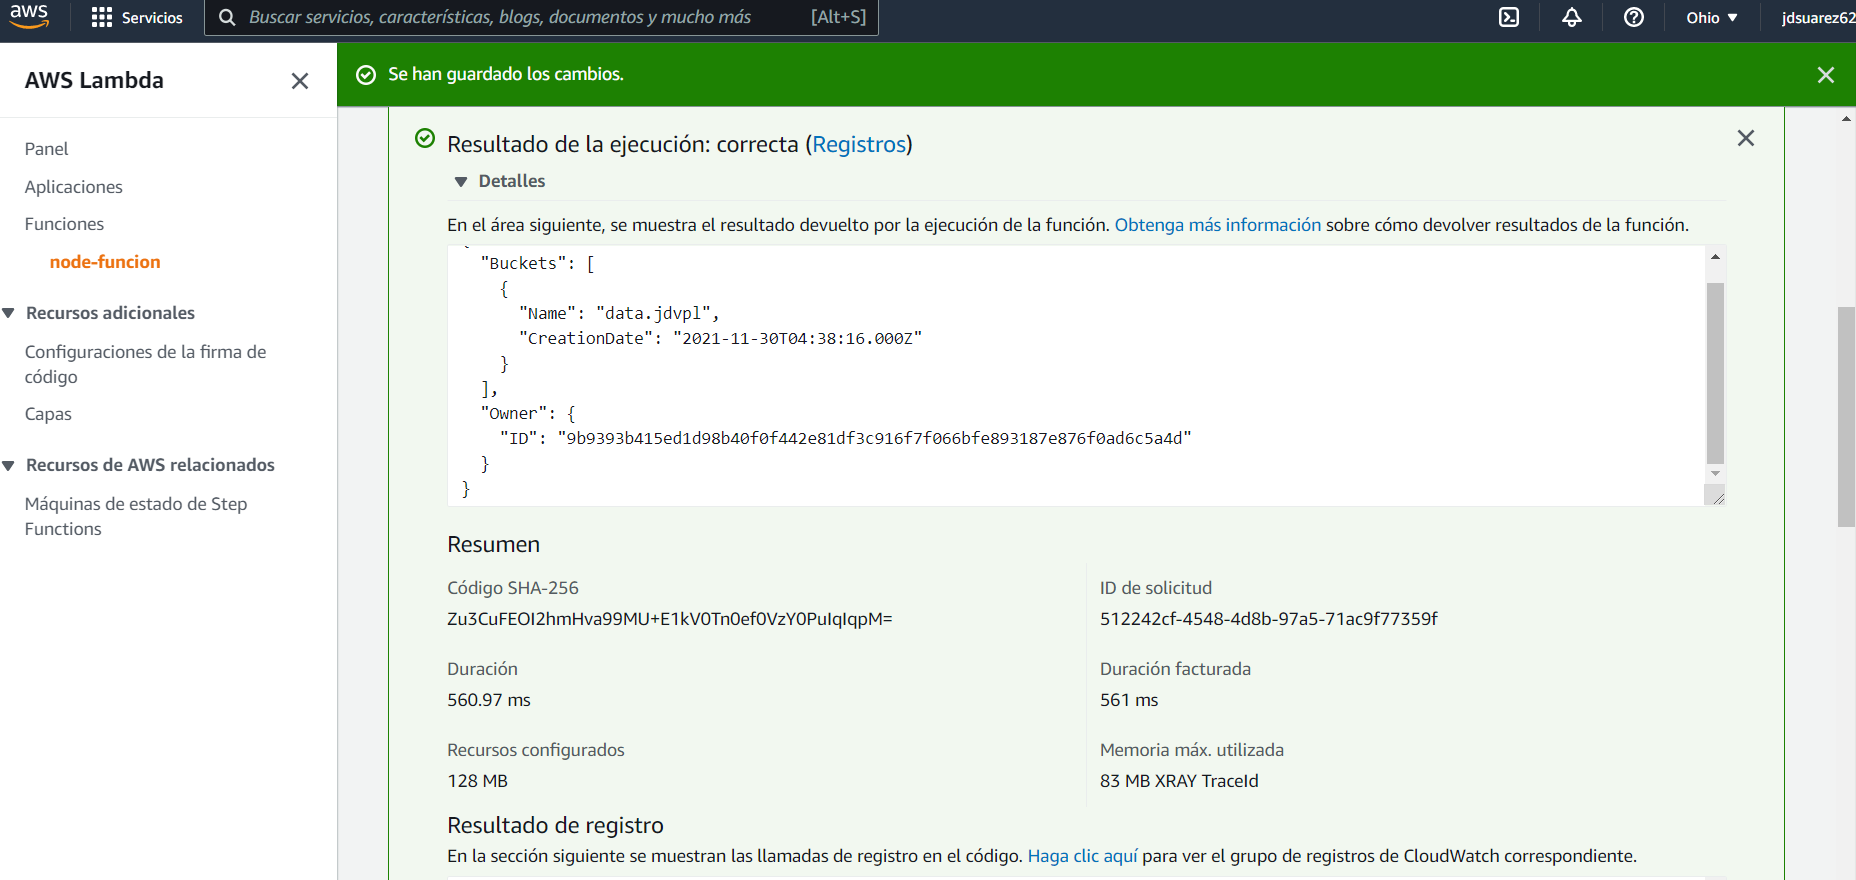 aws
Servicios
Buscar servicios, características, blogs, documentos y mucho más [Alt+S]
Ohio
jdsuarez62
AWS Lambda
Se han guardado los cambios.
Panel
Aplicaciones
Funciones
node-funcion
Recursos adicionales
Configuraciones de la firma de
código
Capas
Recursos de AWS relacionados
Máquinas de estado de Step
Functions
Resultado de la ejecución: correcta (Registros)
Detalles
En el área siguiente, se muestra el resultado devuelto por la ejecución de la función. Obtenga más información sobre cómo devolver resultados de la función.
{
"Buckets": [
{
"Name": "data.jdvpl",
"CreationDate": "2021-11-30T04:38:16.000Z"
}
],
"Owner": {
"ID": "9b9393b415ed1d98b40f0f442e81df3c916f7f066bfe893187e876f0ad6c5a4d"
}
}
Resumen
Código SHA-256
Zu3CuFEOI2hmHva99MU+E1kV0Tn0ef0VzY0PuIqIqpM=
ID de solicitud
512242cf-4548-4d8b-97a5-71ac9f77359f
Duración
560.97 ms
Duración facturada
561 ms
Recursos configurados
128 MB
Memoria máx. utilizada
83 MB XRAY TraceId
Resultado de registro
En la sección siguiente se muestran las llamadas de registro en el código. Haga clic aquí para ver el grupo de registros de CloudWatch correspondiente.